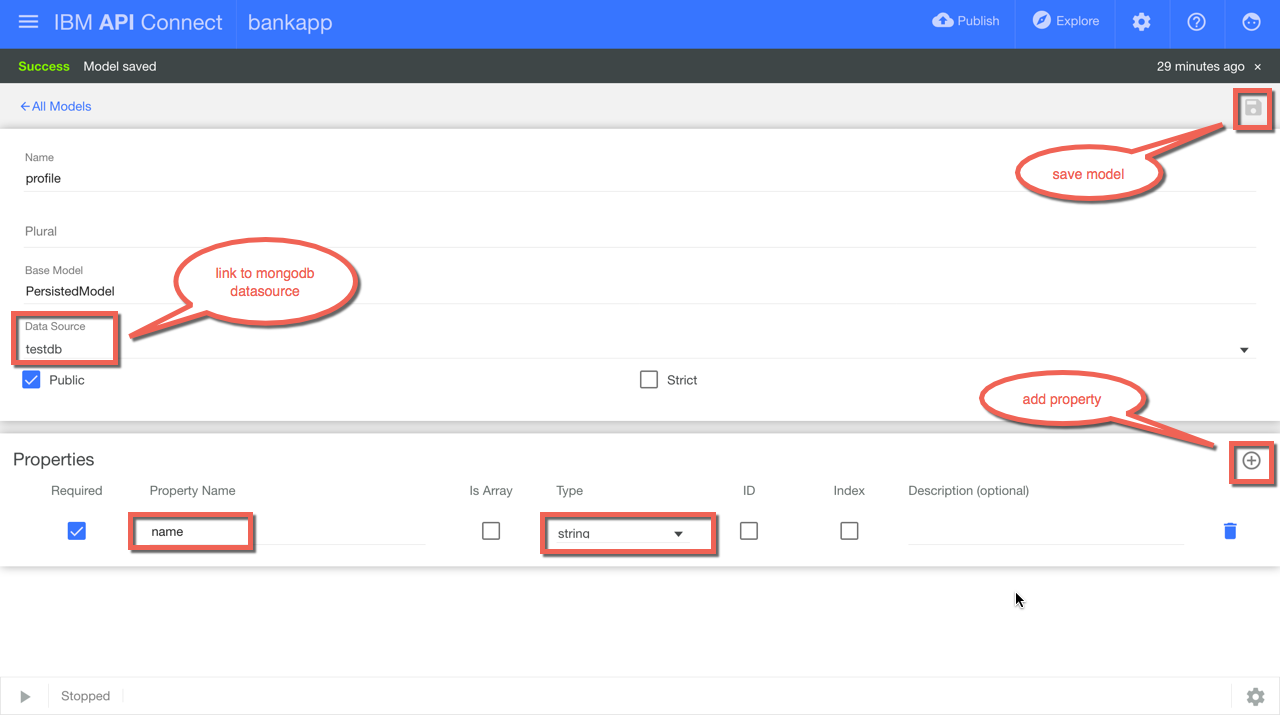 IBM API Connect bankapp Publish Explore
Success Model saved 29 minutes ago ×
←All Models
Name
profile
save model
Plural
Base Model
PersistedModel
link to mongodb
datasource
Data Source
testdb
Public Strict
add property
Properties
Required Property Name Is Array Type ID Index Description (optional)
name string
Stopped